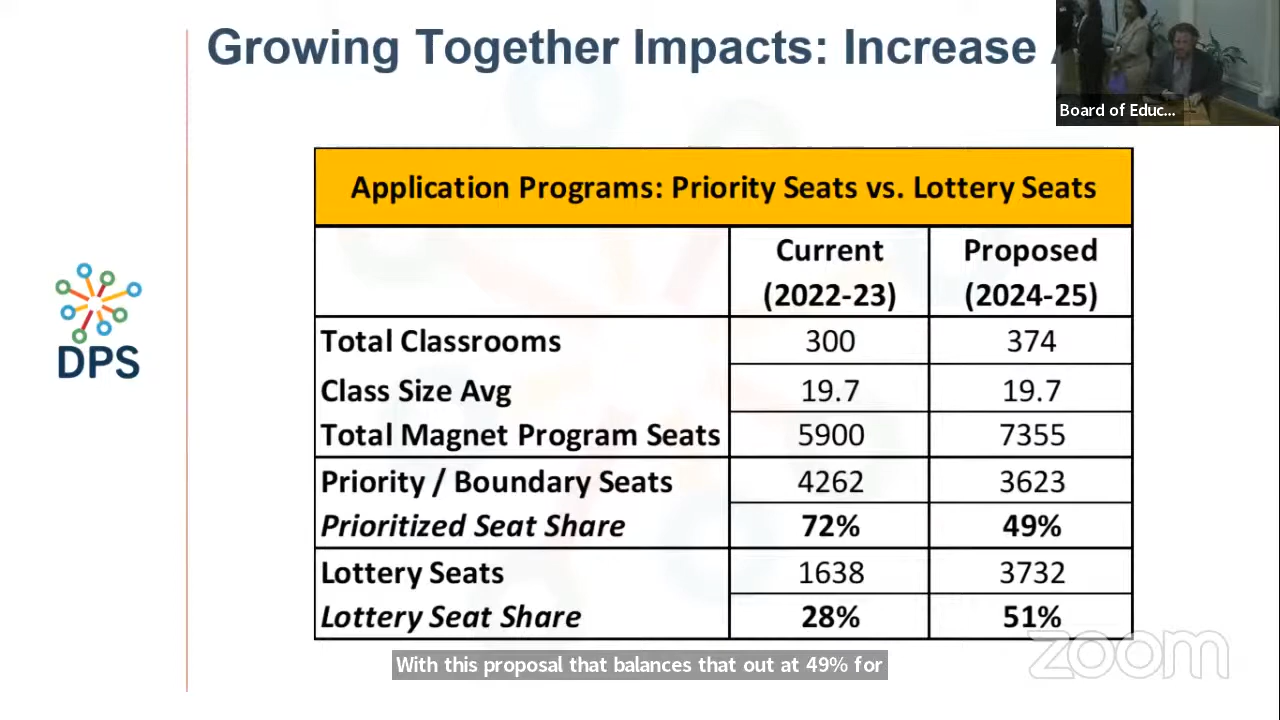 Growing Together Impacts: Increase
Board of Educ...
Application Programs: Priority Seats vs. Lottery Seats
Current Proposed
(2022-23) (2024-25)
Total Classrooms 300 374
Class Size Avg 19.7 19.7
Total Magnet Program Seats 5900 7355
Priority / Boundary Seats 4262 3623
Prioritized Seat Share 72% 49%
Lottery Seats 1638 3732
Lottery Seat Share 28% 51%
DPS
zoom
With this proposal that balances that out at 49% for